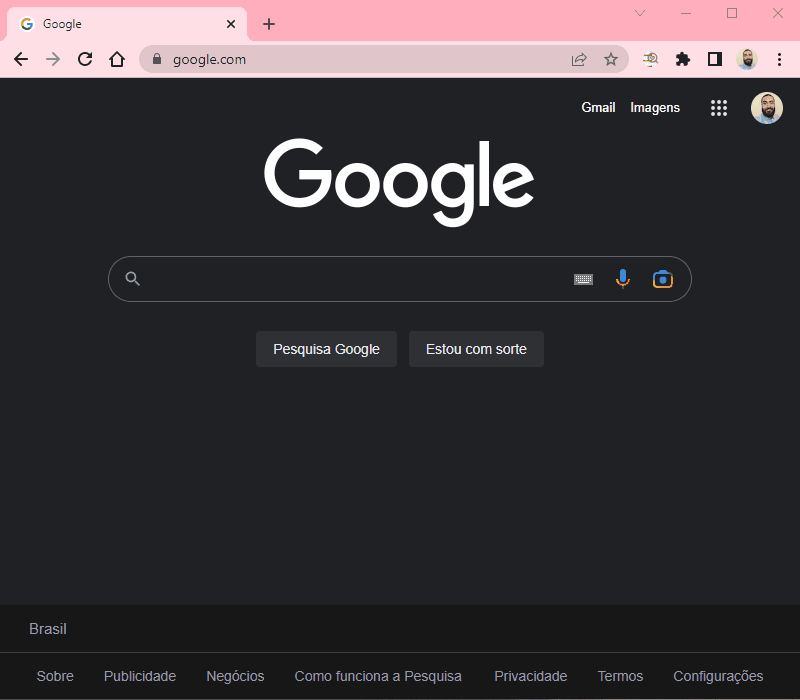 Google
google.com
Gmail Imagens
Google
Pesquisa Google Estou com sorte
Brasil
Sobre Publicidade Negócios Como funciona a Pesquisa Privacidade Termos Configurações